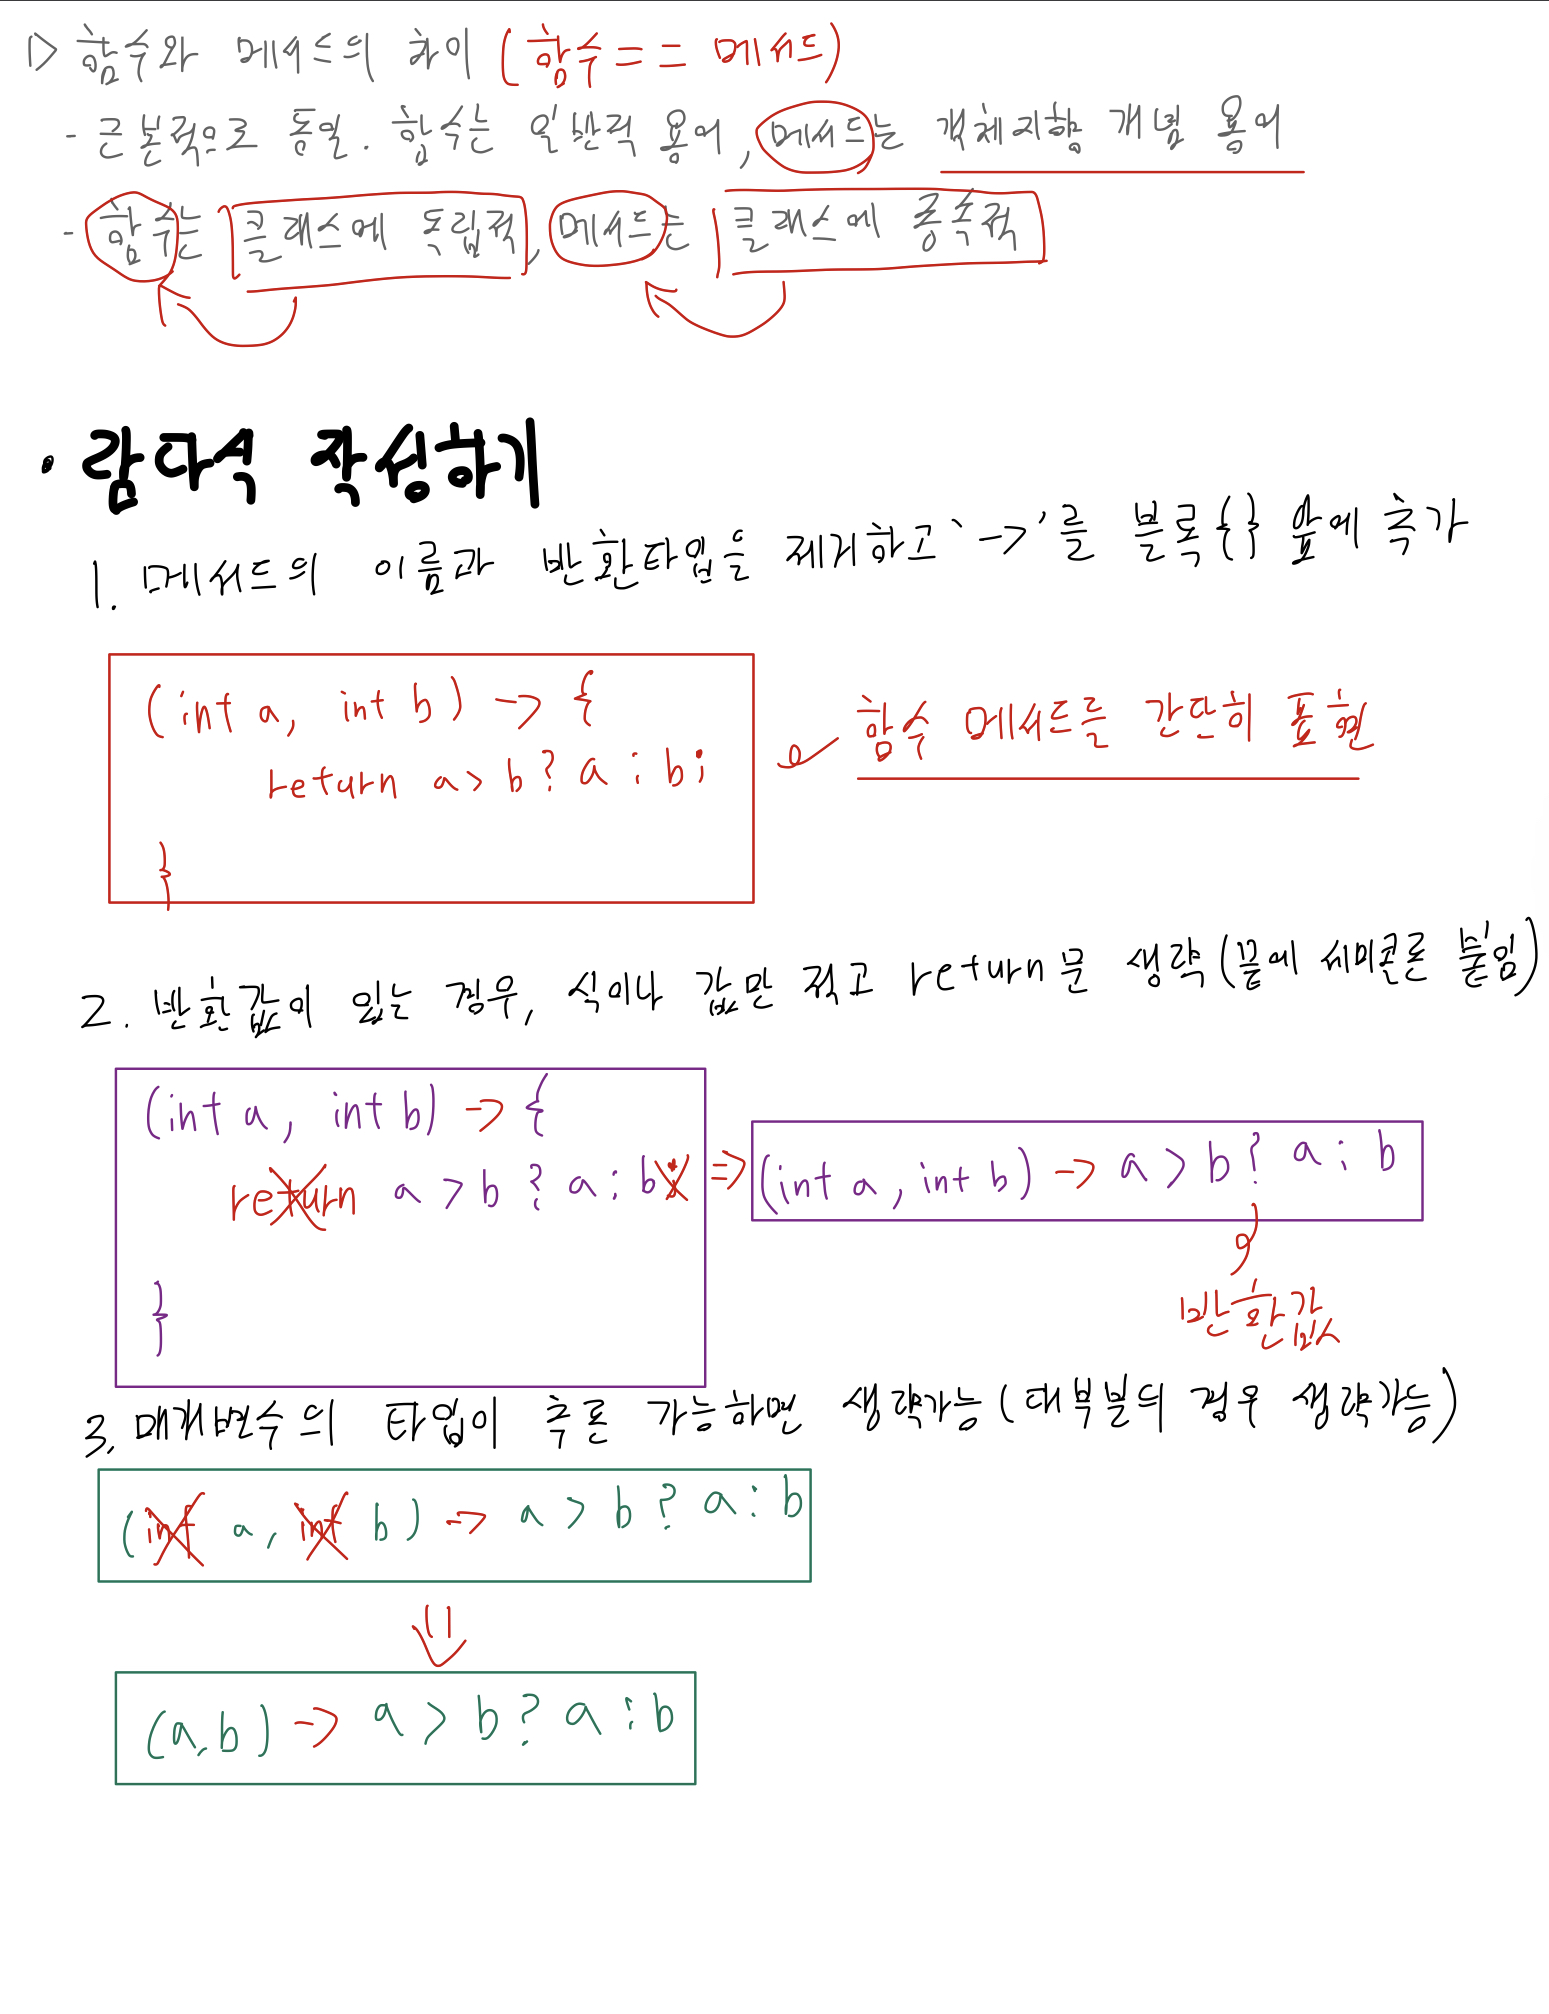 ▷ 함수와 메서드의 차이 (함수 == 메서드)
- 근본적으로 동일. 함수는 일반적 용어, 메서드는 객체지향 개념 용어
- 함수는 클래스에 독립적, 메서드는 클래스에 종속적
• 람다식 작성하기
1. 메서드의 이름과 반환타입을 제거하고 '->'를 블록{} 앞에 추가
(int a, int b) -> {
return a > b ? a : b;
}
함수 메서드를 간단히 표현
2. 반환값이 있는 경우, 식이나 값만 적고 return문 생략 (끝에 세미콜론 붙임)
(int a, int b) -> {
return a > b ? a : b;
}
=> (int a, int b) -> a > b ? a : b
반환값
3. 매개변수의 타입이 추론 가능하면 생략가능 (대부분의 경우 생략가능)
(int a, int b) -> a > b ? a : b
(a, b) -> a > b ? a : b